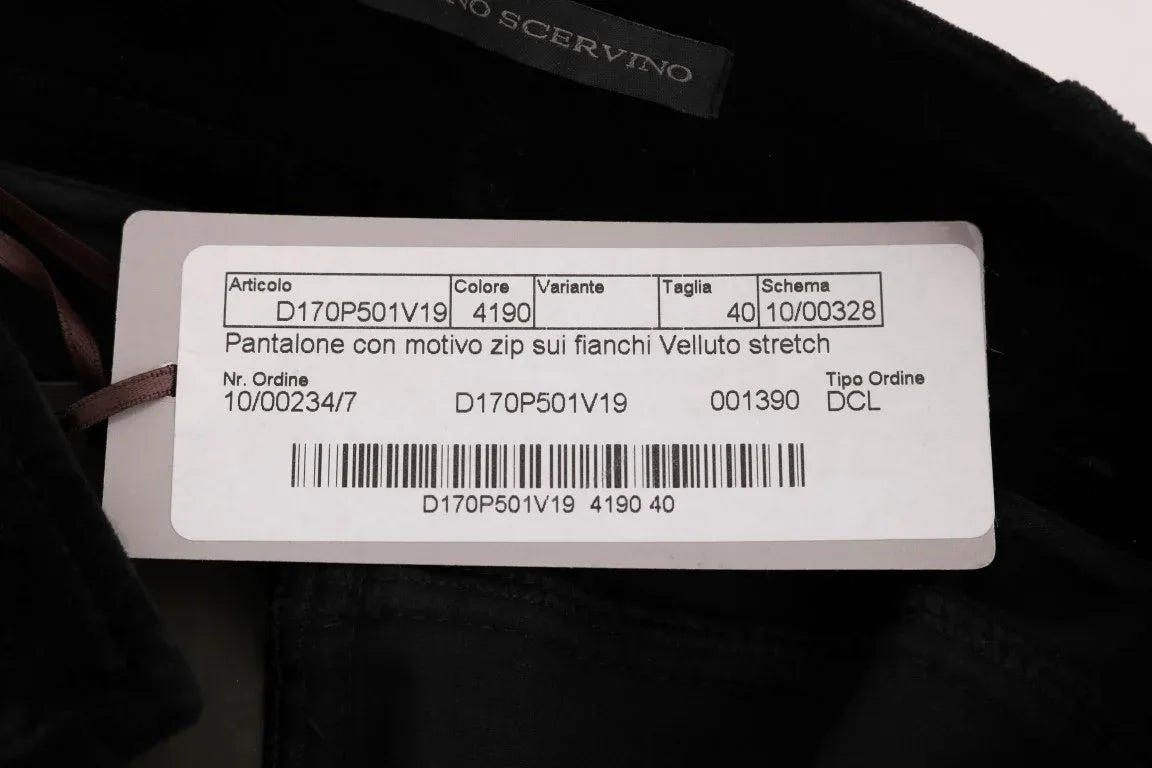 NO SCERVINO
Articolo Colore Variante Taglia Schema
D170P501V19 4190 40 10/00328
Pantalone con motivo zip sui fianchi Velluto stretch
Nr. Ordine Tipo Ordine
10/00234/7 D170P501V19 001390 DCL
D170P501V19 4190 40